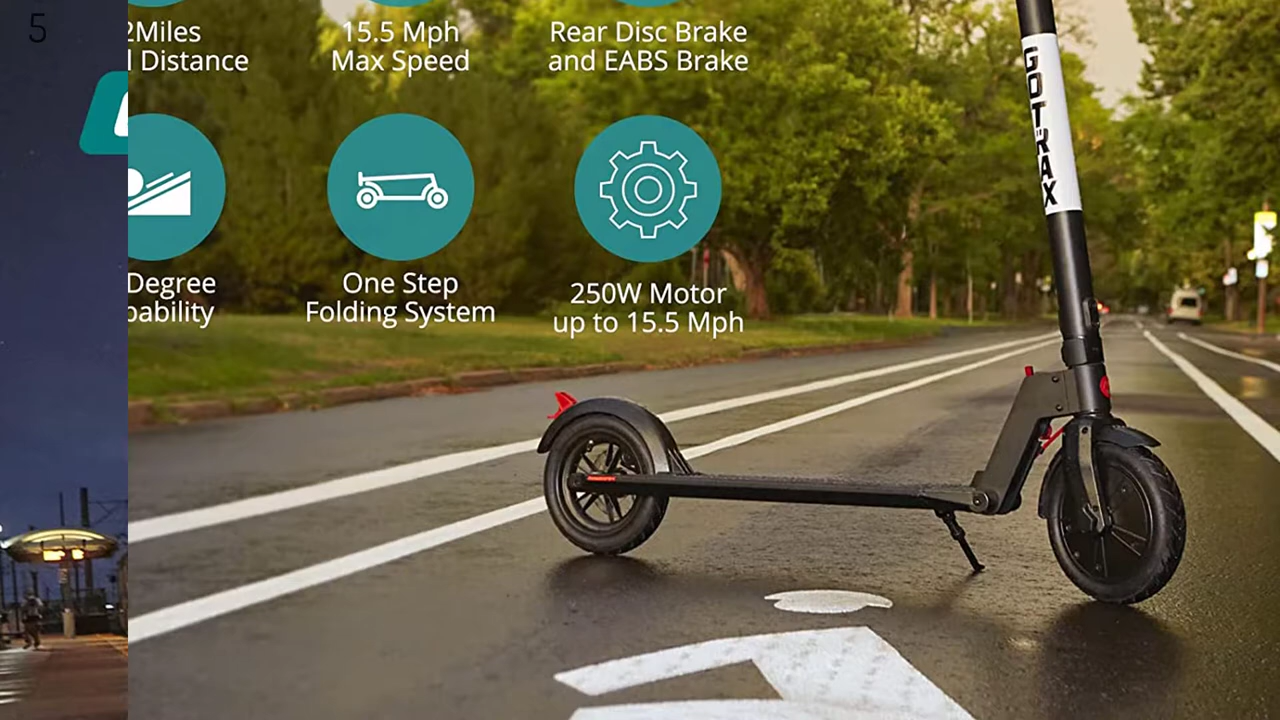 5
2Miles
l Distance
15.5 Mph
Max Speed
Rear Disc Brake
and EABS Brake
Degree
pability
One Step
Folding System
250W Motor
up to 15.5 Mph
GOTRAX